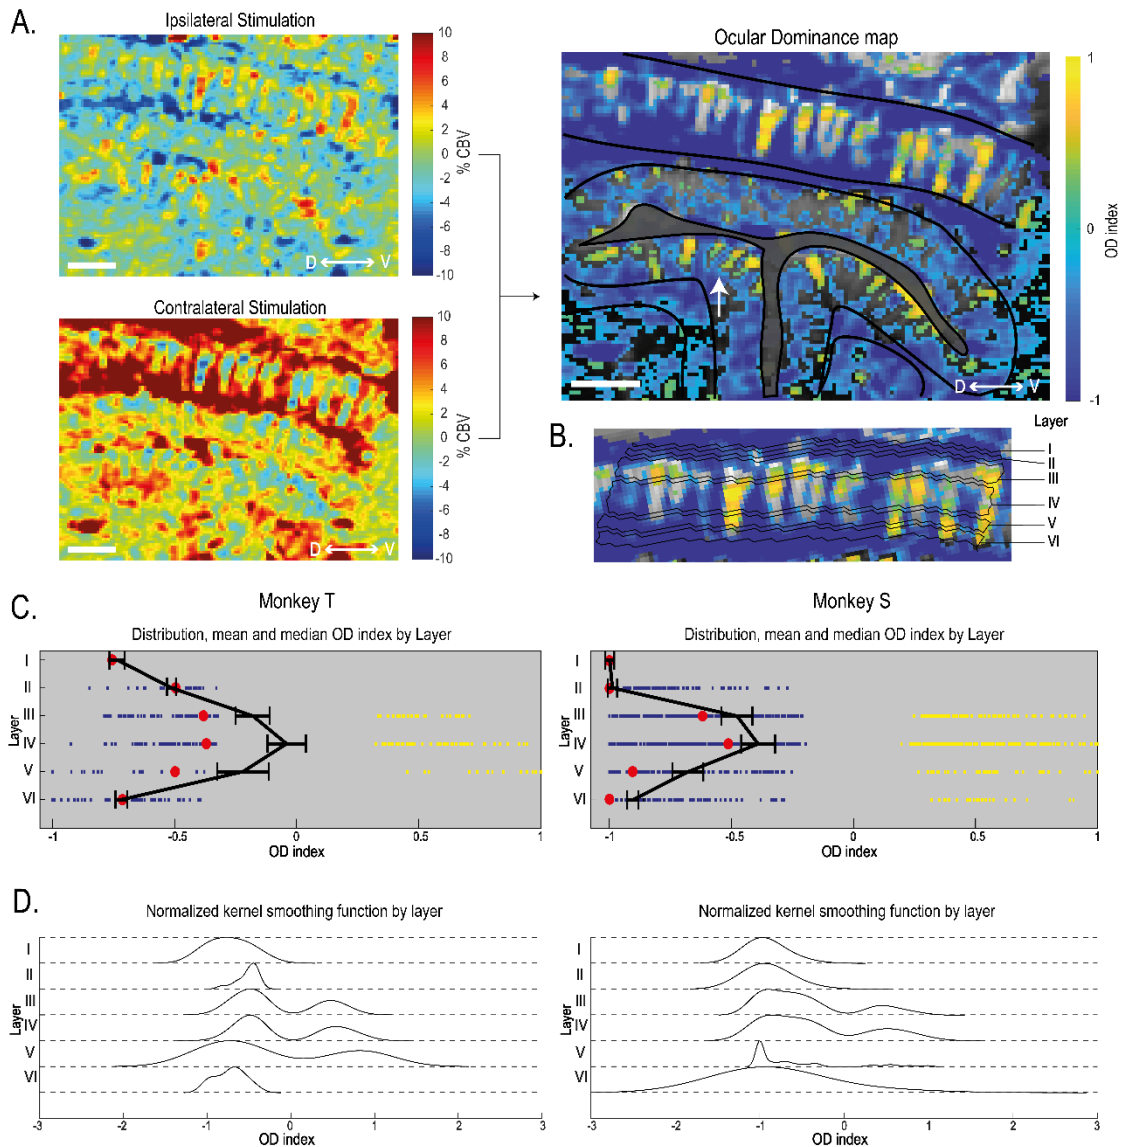 A.
Ipsilateral Stimulation
10
8
6
4
2
0
-2
-4
-6
-8
-10
% CBV
D V
Contralateral Stimulation
10
8
6
4
2
0
-2
-4
-6
-8
-10
% CBV
D V
Ocular Dominance map
1
0
-1
OD index
D V
B.
Layer
I
II
III
IV
V
VI
C.
Monkey T
Distribution, mean and median OD index by Layer
Layer
I
II
III
IV
V
VI
-1 -0.5 0 0.5 1
OD index
Monkey S
Distribution, mean and median OD index by Layer
Layer
I
II
III
IV
V
VI
-1 -0.5 0 0.5 1
OD index
D.
Normalized kernel smoothing function by layer
Layer
I
II
III
IV
V
VI
-3 -2 -1 0 1 2 3
OD index
Normalized kernel smoothing function by layer
Layer
I
II
III
IV
V
VI
-3 -2 -1 0 1 2 3
OD index